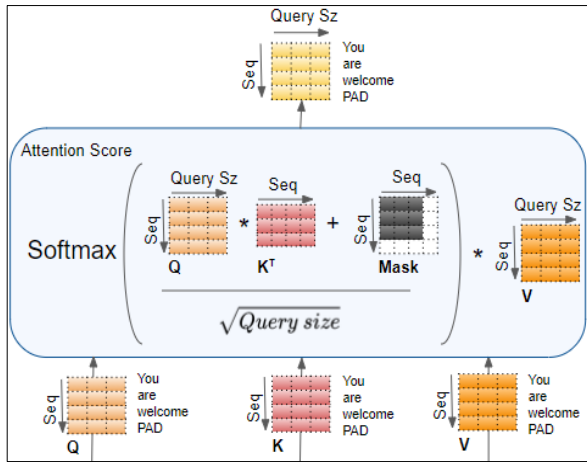 Query Sz
Seq
You
are
welcome
PAD
Attention Score
Softmax
Query Sz
Seq
Q
*
Seq
Kᵀ
+
Seq
Mask
√Query size
*
Query Sz
Seq
V
Seq
You
are
welcome
PAD
Q
Seq
You
are
welcome
PAD
K
Seq
You
are
welcome
PAD
V